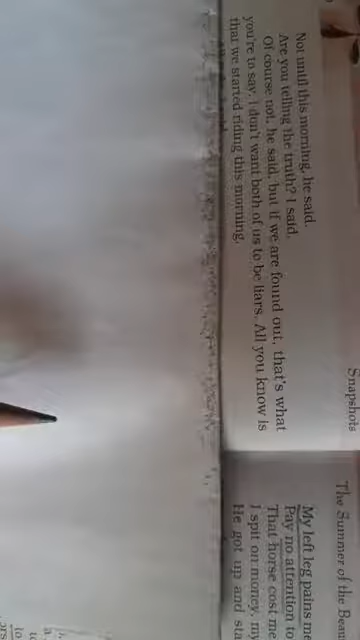 Snapshots
Not until this morning, he said.
Are you telling the truth? I said.
Of course not, he said, but if we are found out, that's what
you're to say. I don't want both of us to be liars. All you know is
that we started riding this morning.
The Summer of the Beau
My left leg pains me
Pay no attention to
That horse cost me
I spit on money, my
He got up and sta